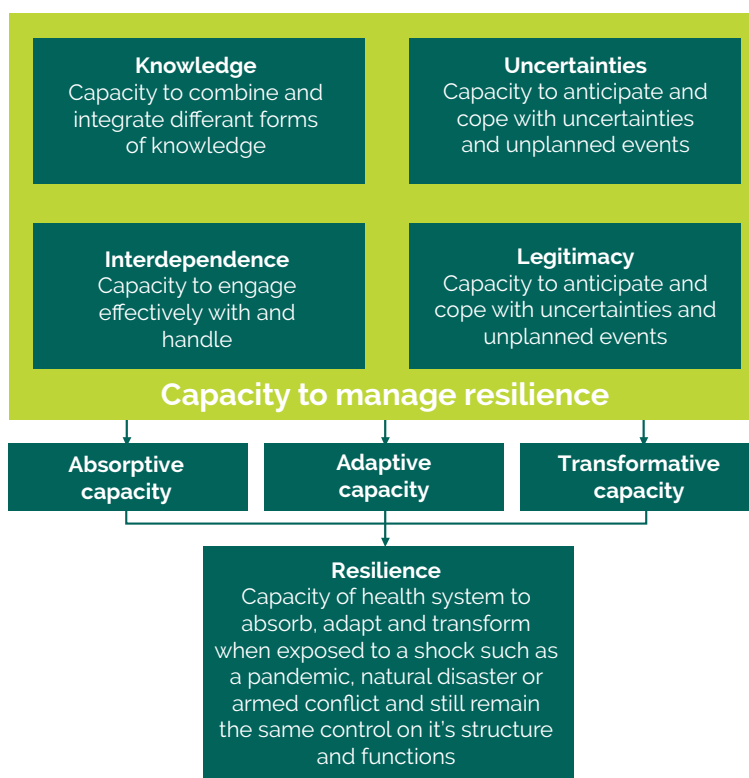 Knowledge
Capacity to combine and
integrate differant forms
of knowledge
Uncertainties
Capacity to anticipate and
cope with uncertainties
and unplanned events
Interdependence
Capacity to engage
effectively with and
handle
Legitimacy
Capacity to anticipate and
cope with uncertainties and
unplanned events
Capacity to manage resilience
Absorptive
capacity
Adaptive
capacity
Transformative
capacity
Resilience
Capacity of health system to
absorb, adapt and transform
when exposed to a shock such as
a pandemic, natural disaster or
armed conflict and still remain
the same control on it's structure
and functions